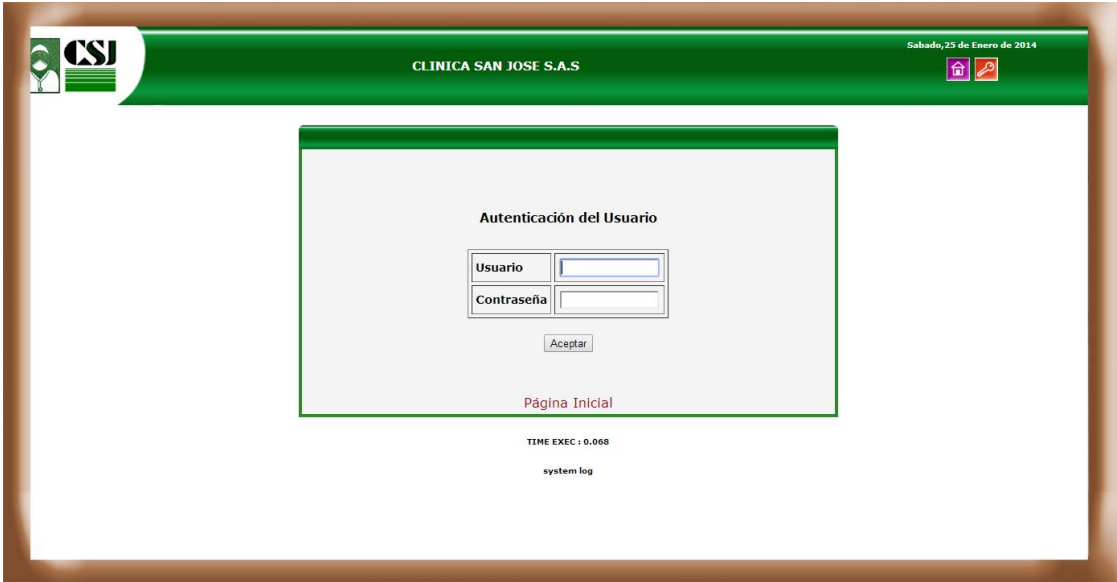 CSJ
CLINICA SAN JOSE S.A.S
Sabado,25 de Enero de 2014
Autenticación del Usuario
Usuario
Contraseña
Aceptar
Página Inicial
TIME EXEC : 0.068
system log